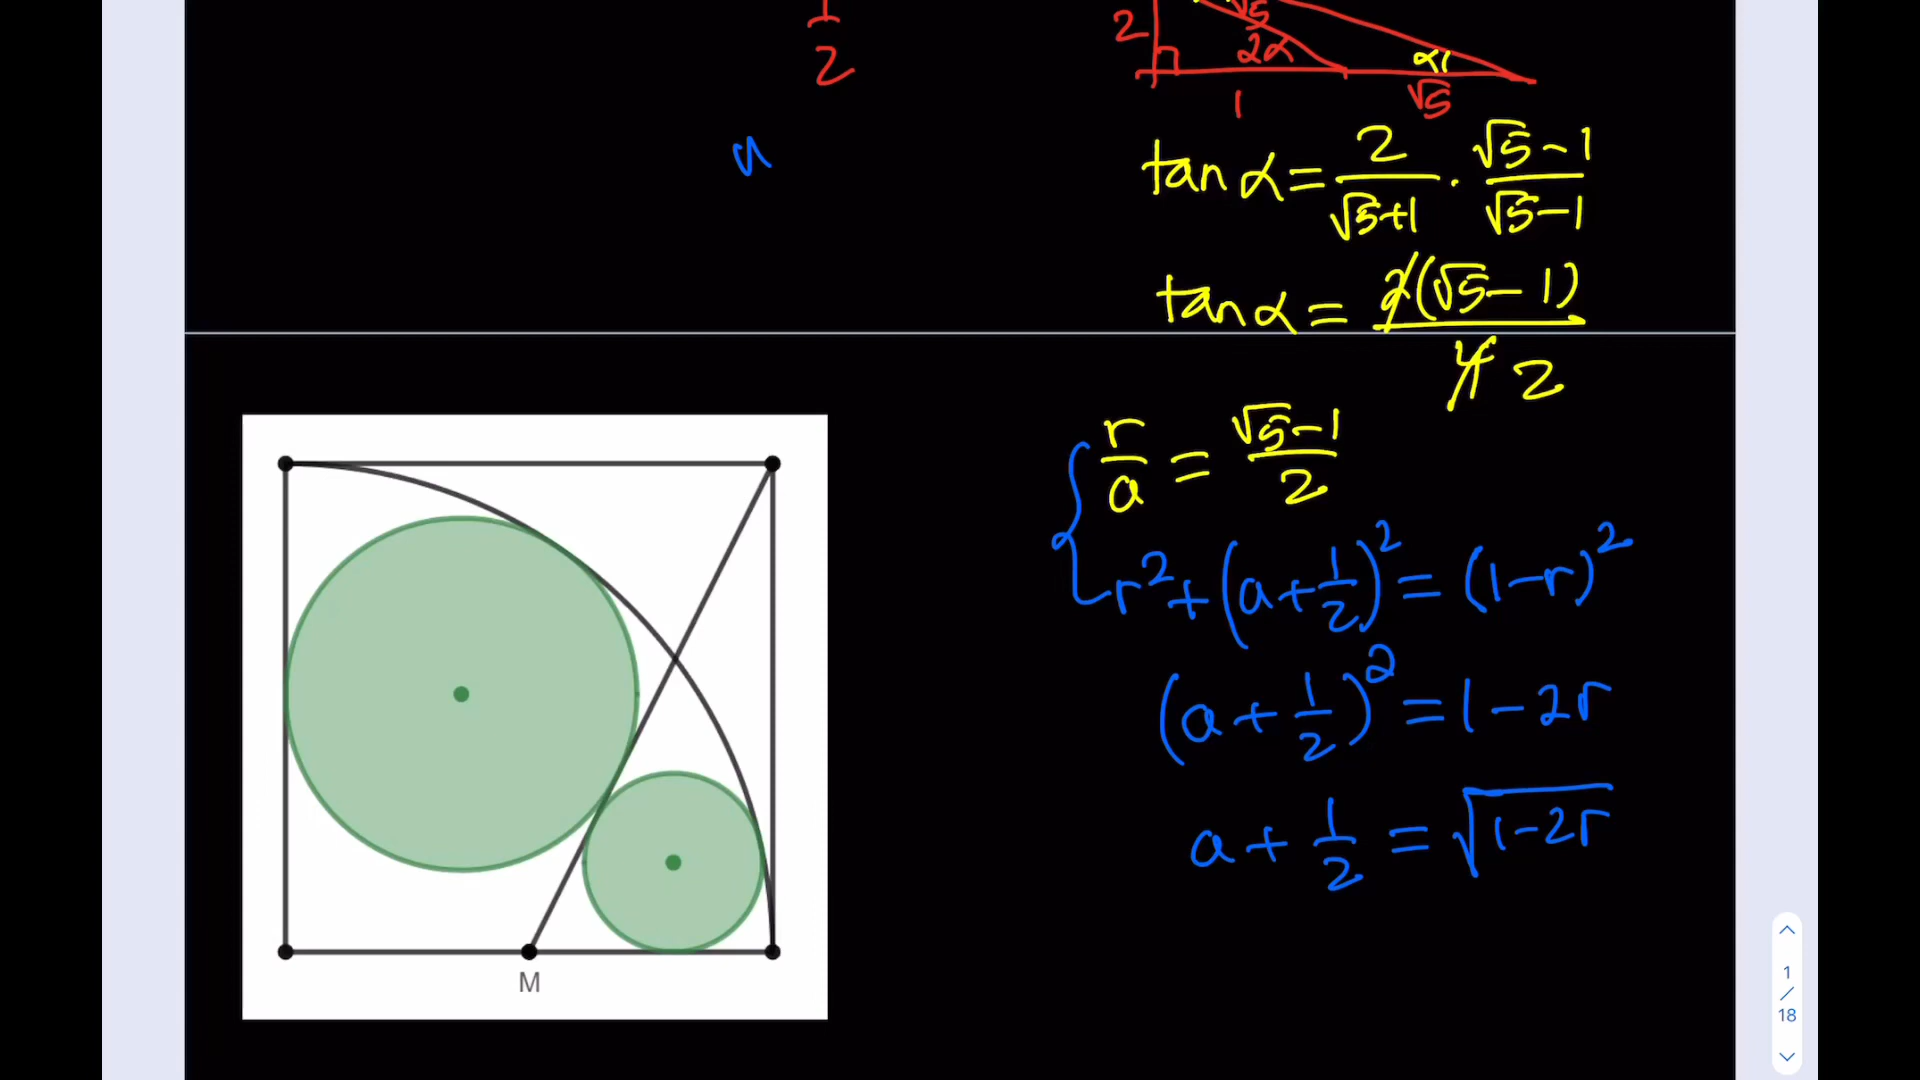 1/2
2
√5
2α
α
1
√5
tan α = 2/(√5+1) · (√5-1)/(√5-1)
tan α = 2(√5-1)/4 2
r/a = (√5-1)/2
r² + (a + 1/2)² = (1-r)²
(a + 1/2)² = 1 - 2r
a + 1/2 = √(1-2r)
M
1
/
18